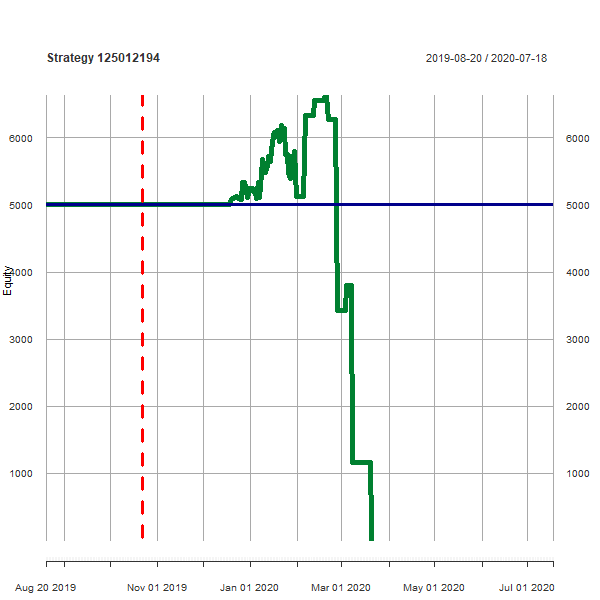 Strategy 125012194
2019-08-20 / 2020-07-18
6000
6000
5000
5000
Equity
4000
4000
3000
3000
2000
2000
1000
1000
Aug 20 2019
Nov 01 2019
Jan 01 2020
Mar 01 2020
May 01 2020
Jul 01 2020